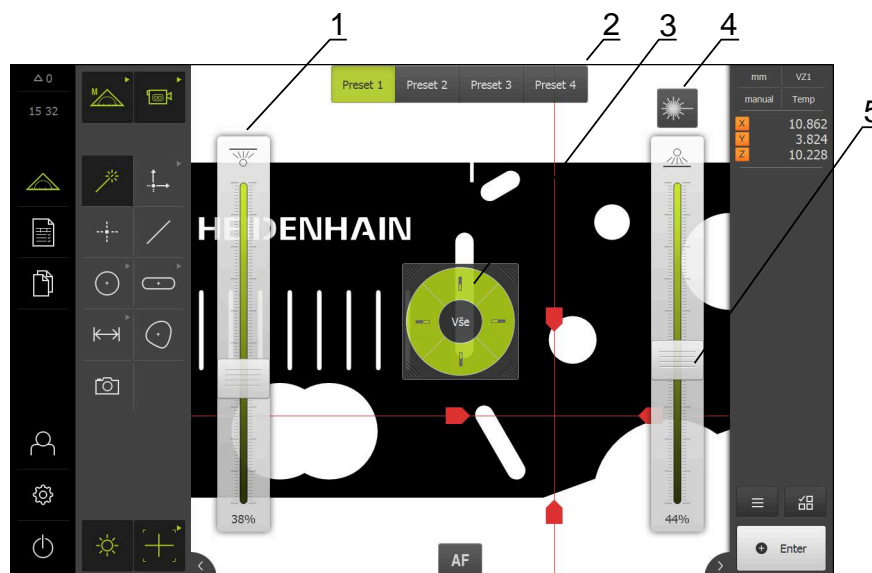 1
2
3
4
5
0
15 32
M
Preset 1 Preset 2 Preset 3 Preset 4
mm VZ1
manual Temp
X 10.862
Y 3.824
Z 10.228
HEIDENHAIN
Vše
38%
44%
AF
Enter